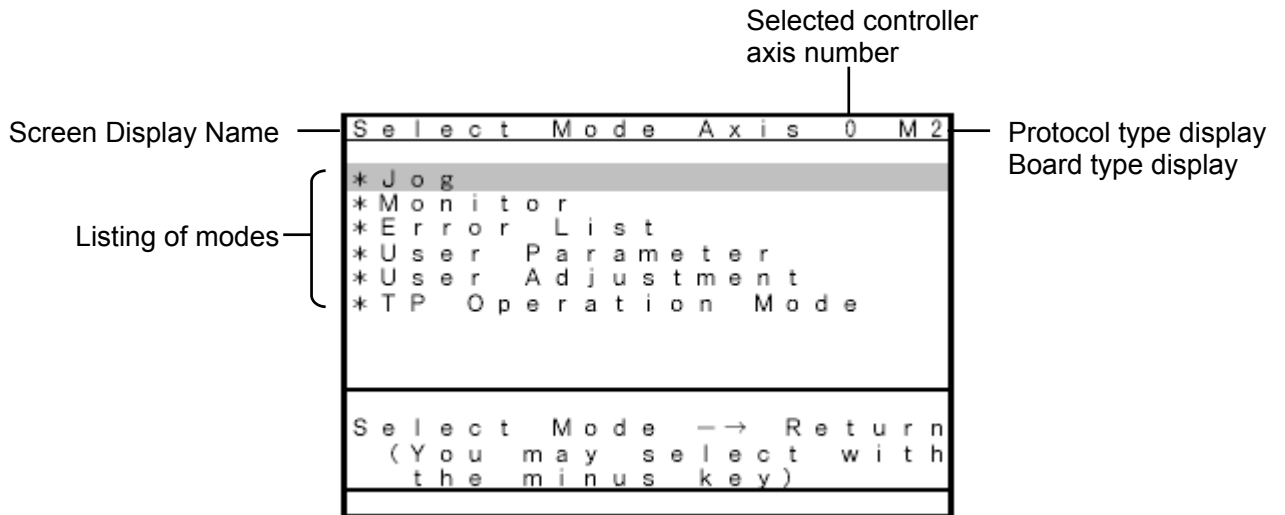 Selected controller
axis number
Screen Display Name
Select Mode Axis 0 M2
Protocol type display
Board type display
Listing of modes
*Jog
*Monitor
*Error List
*User Parameter
*User Adjustment
*TP Operation Mode
Select Mode —→ Return
(You may select with
the minus key)